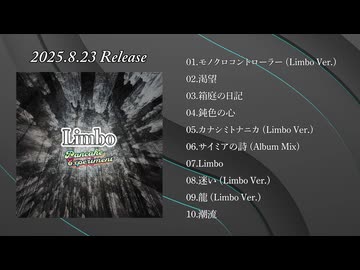 2025.8.23 Release
Limbo
Pancake
Experiment
01.モノクロコントローラー (Limbo Ver.)
02.渇望
03.箱庭の日記
04.鈍色の心
05.カナシミトナニカ (Limbo Ver.)
06.サイミアの詩 (Album Mix)
07.Limbo
08.迷い (Limbo Ver.)
09.龍 (Limbo Ver.)
10.潮流